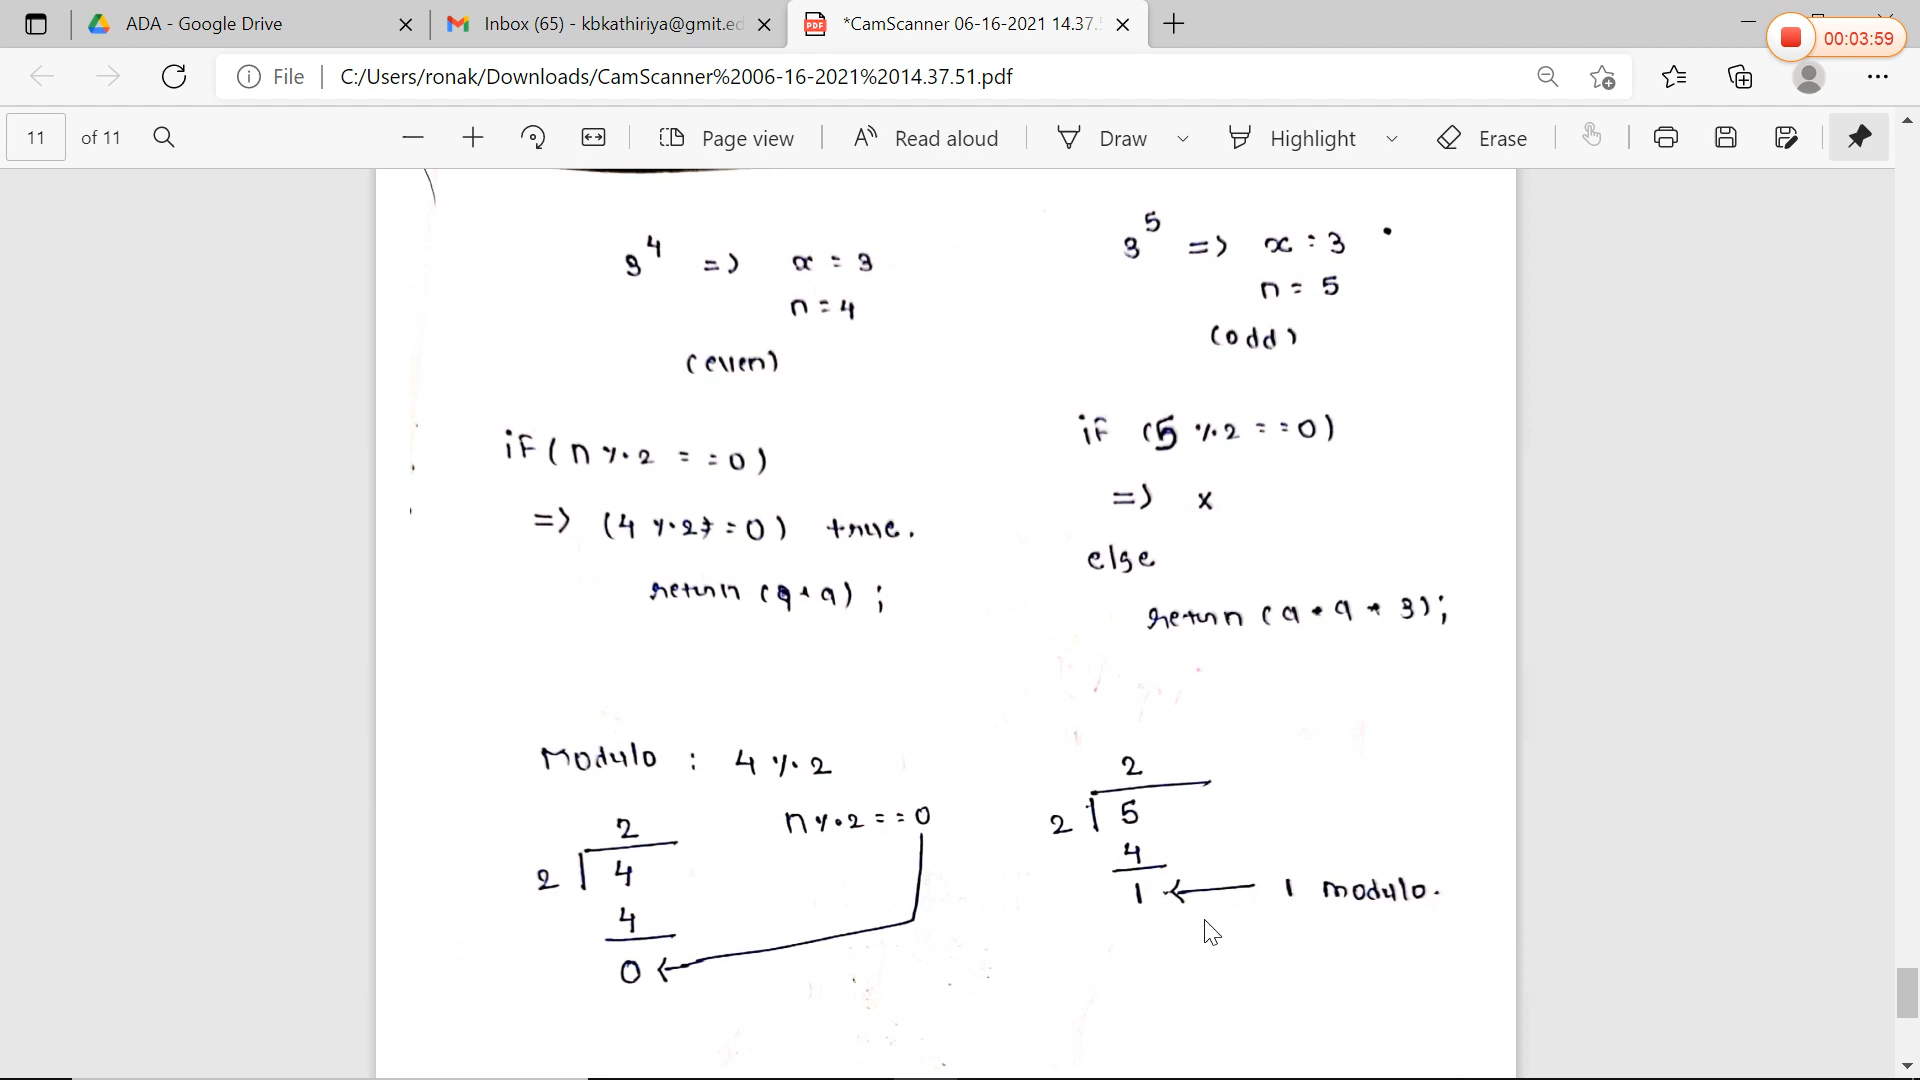 ADA - Google Drive
Inbox (65) - kbkathiriya@gmit.ed
*CamScanner 06-16-2021 14.37.5
00:03:59
File
C:/Users/ronak/Downloads/CamScanner%2006-16-2021%2014.37.51.pdf
11 of 11
Page view
Read aloud
Draw
Highlight
Erase
3^4 => x = 3
n = 4
(even)
if (n % 2 == 0)
=> (4 % 2 == 0) true.
return (9 * 9) ;
3^5 => x : 3
n = 5
(odd)
if (5 % 2 == 0)
=> x
else
return (9 * 9 * 3);
Modulo : 4 % 2
n % 2 == 0
2
2 4
4
0
2
2 5
4
1 ← 1 modulo.